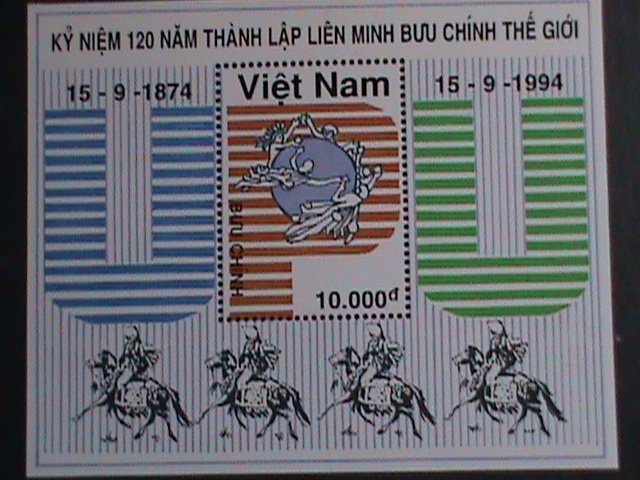 KỶ NIỆM 120 NĂM THÀNH LẬP LIÊN MINH BƯU CHÍNH THẾ GIỚI
15 - 9 -1874
Việt Nam
15 - 9 -1994
BƯU CHÍNH
10.000đ